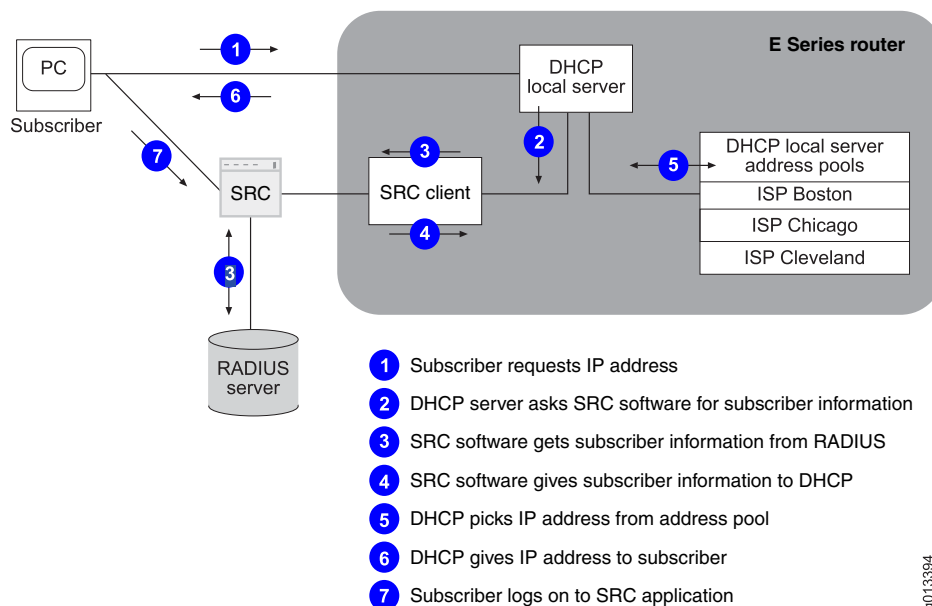 E Series router
1
PC
DHCP
local server
6
Subscriber
2
7
3
DHCP local server
address pools
5
SRC
SRC client
ISP Boston
ISP Chicago
4
ISP Cleveland
3
RADIUS
server
1 Subscriber requests IP address
2 DHCP server asks SRC software for subscriber information
3 SRC software gets subscriber information from RADIUS
4 SRC software gives subscriber information to DHCP
5 DHCP picks IP address from address pool
6 DHCP gives IP address to subscriber
7 Subscriber logs on to SRC application
g013394